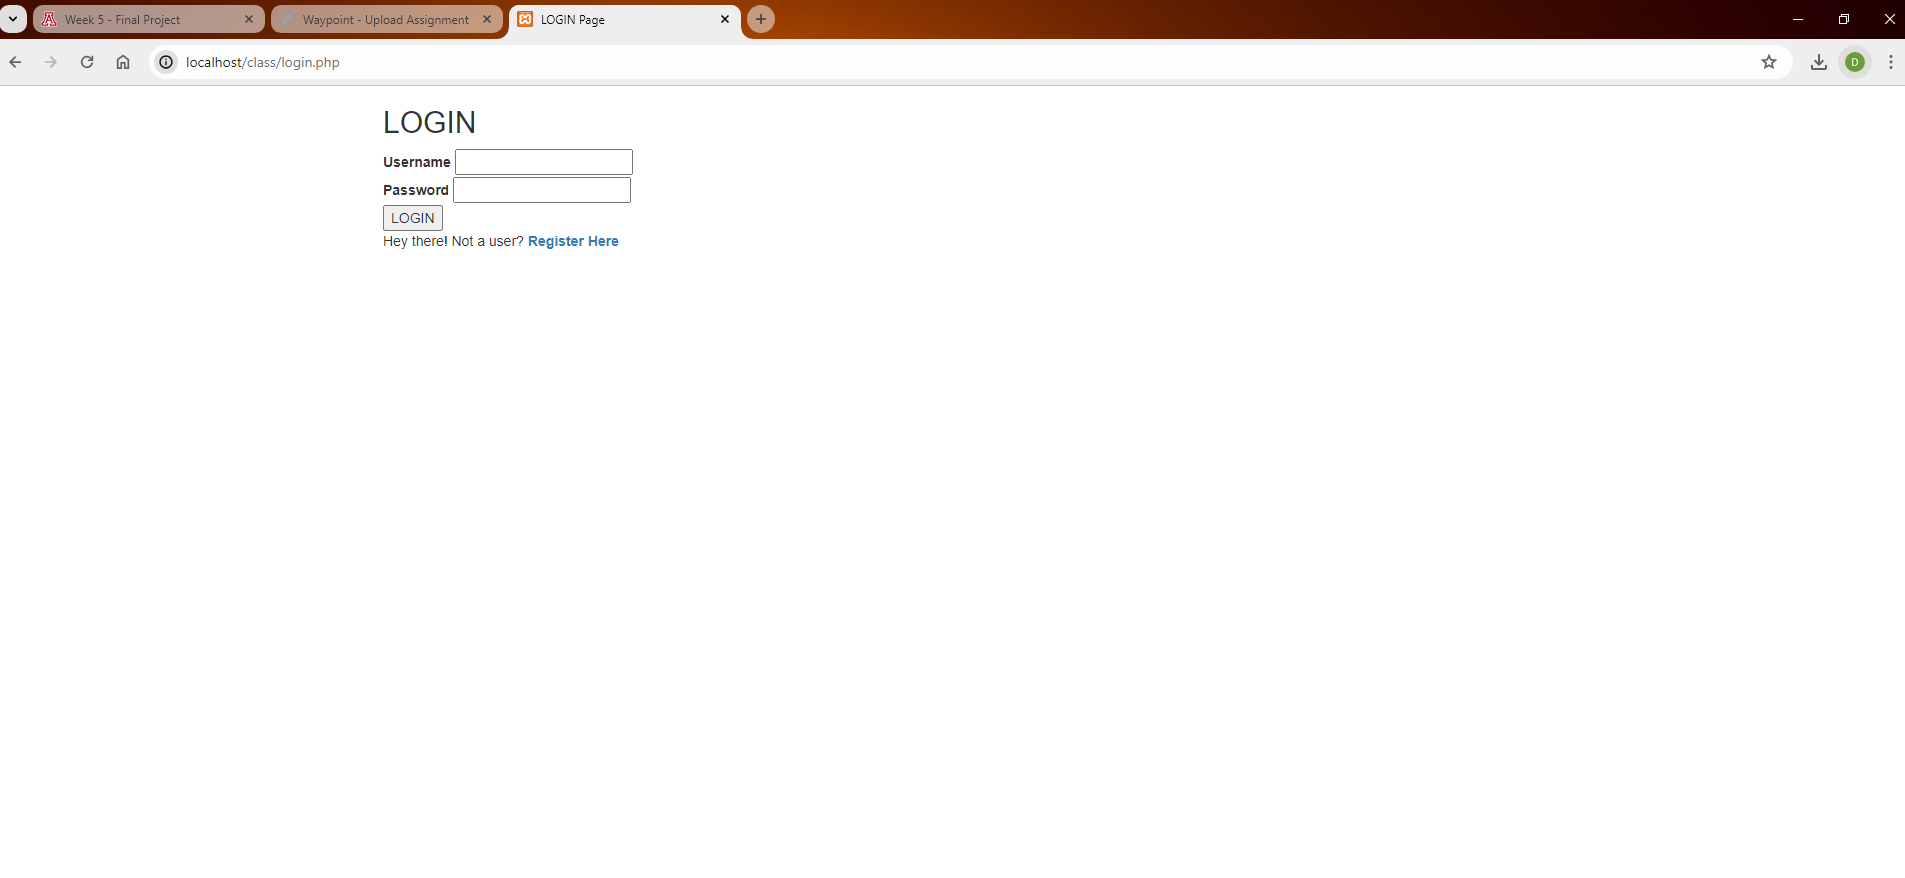 Week 5 - Final Project
Waypoint - Upload Assignment
LOGIN Page
localhost/class/login.php
D
LOGIN
Username
Password
LOGIN
Hey there! Not a user? Register Here